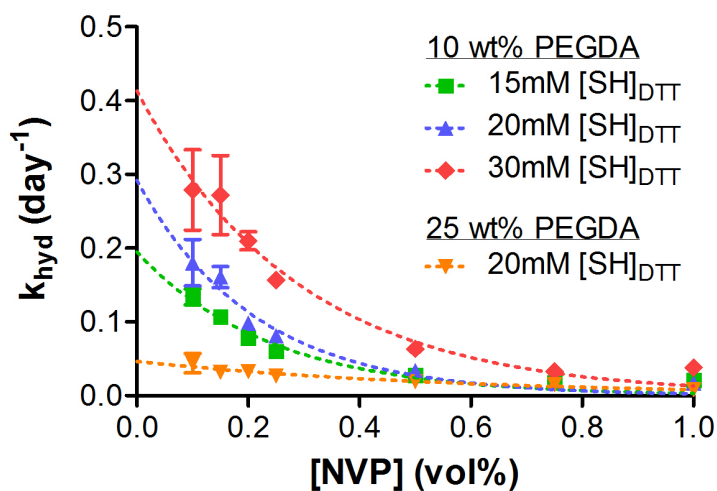 0.5
0.4
0.3
0.2
0.1
0.0
k_hyd (day⁻¹)
0.0 0.2 0.4 0.6 0.8 1.0
[NVP] (vol%)
10 wt% PEGDA
15mM [SH]DTT
20mM [SH]DTT
30mM [SH]DTT
25 wt% PEGDA
20mM [SH]DTT